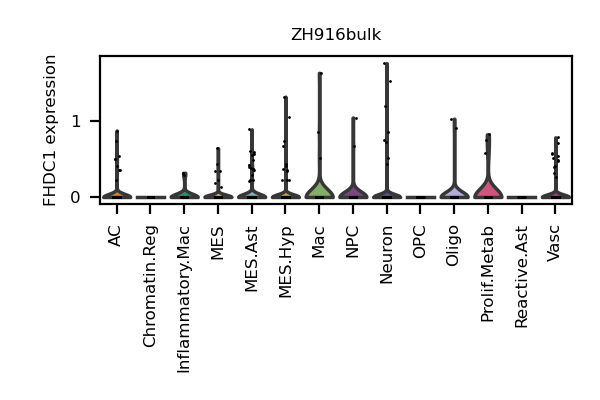 ZH916bulk
FHDC1 expression
1
0
AC
Chromatin.Reg
Inflammatory.Mac
MES
MES.Ast
MES.Hyp
Mac
NPC
Neuron
OPC
Oligo
Prolif.Metab
Reactive.Ast
Vasc